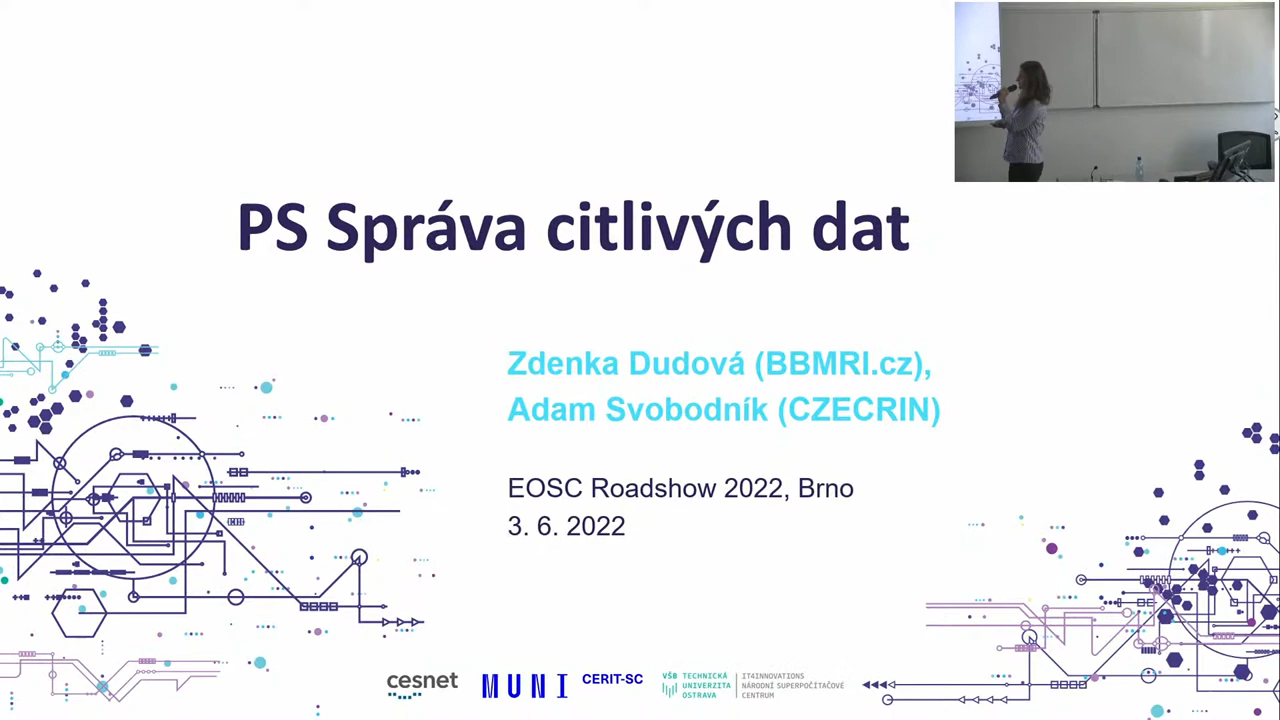 PS Správa citlivých dat
Zdenka Dudová (BBMRI.cz),
Adam Svobodník (CZECRIN)
EOSC Roadshow 2022, Brno
3. 6. 2022
cesnet
MUNI
CERIT-SC
VŠB TECHNICKÁ
UNIVERZITA
OSTRAVA
IT4INNOVATIONS
NÁRODNÍ SUPERPOČÍTAČOVÉ
CENTRUM